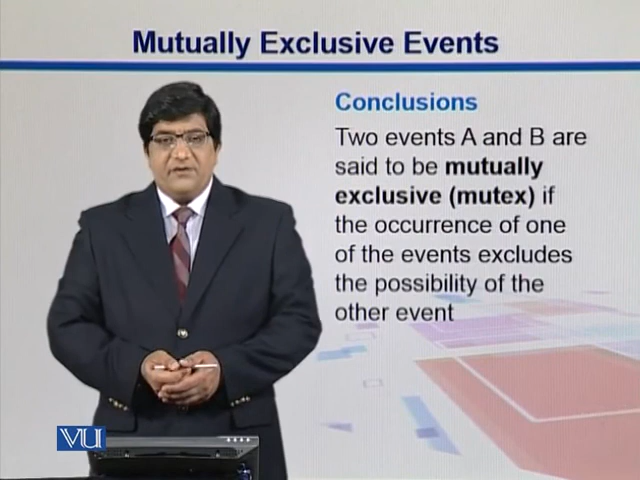 Mutually Exclusive Events
Conclusions
Two events A and B are
said to be mutually
exclusive (mutex) if
the occurrence of one
of the events excludes
the possibility of the
other event
VU